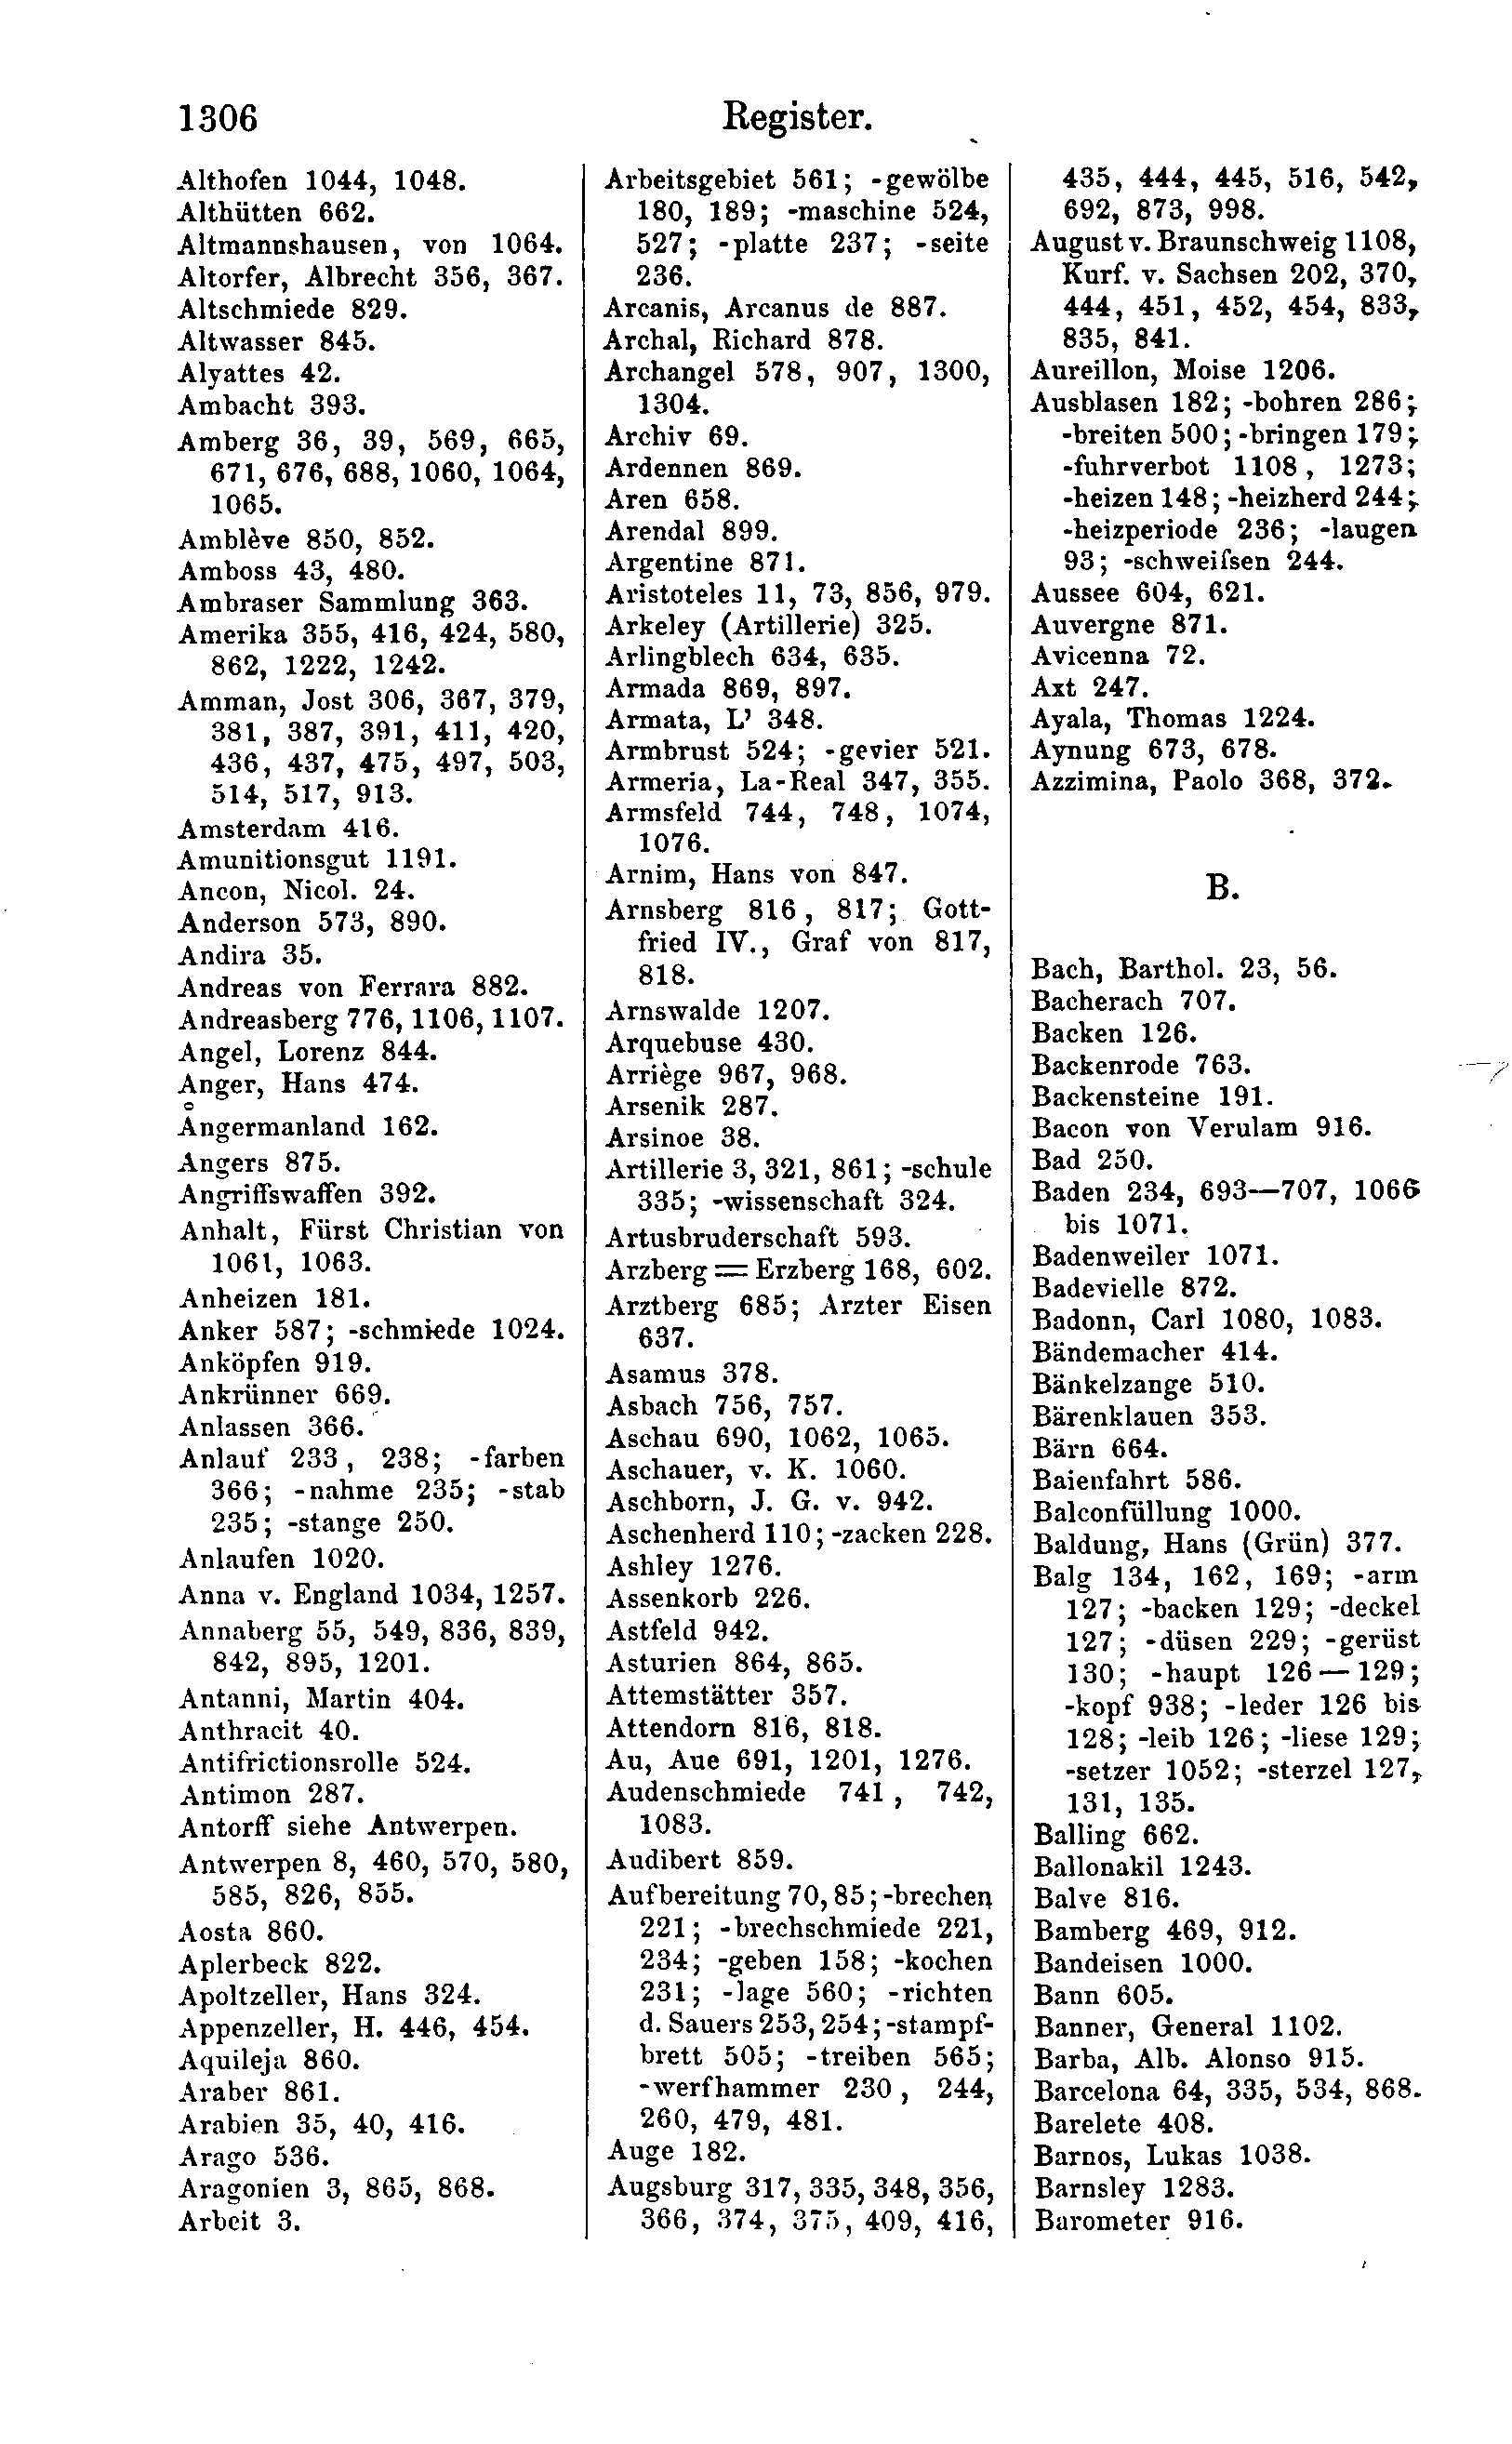 1306
Register.
Althofen 1044, 1048.
Althütten 662.
Altmannshausen, von 1064.
Altorfer, Albrecht 356, 367.
Altschmiede 829.
Altwasser 845.
Alyattes 42.
Ambacht 393.
Amberg 36, 39, 569, 665,
671, 676, 688, 1060, 1064,
1065.
Amblève 850, 852.
Amboss 43, 480.
Ambraser Sammlung 363.
Amerika 355, 416, 424, 580,
862, 1222, 1242.
Amman, Jost 306, 367, 379,
381, 387, 391, 411, 420,
436, 437, 475, 497, 503,
514, 517, 913.
Amsterdam 416.
Amunitionsgut 1191.
Ancon, Nicol. 24.
Anderson 573, 890.
Andira 35.
Andreas von Ferrara 882.
Andreasberg 776, 1106, 1107.
Angel, Lorenz 844.
Anger, Hans 474.
Ångermanland 162.
Angers 875.
Angriffswaffen 392.
Anhalt, Fürst Christian von
1061, 1063.
Anheizen 181.
Anker 587; -schmiede 1024.
Anköpfen 919.
Ankrünner 669.
Anlassen 366.
Anlauf 233, 238; -farben
366; -nahme 235; -stab
235; -stange 250.
Anlaufen 1020.
Anna v. England 1034, 1257.
Annaberg 55, 549, 836, 839,
842, 895, 1201.
Antanni, Martin 404.
Anthracit 40.
Antifrictionsrolle 524.
Antimon 287.
Antorff siehe Antwerpen.
Antwerpen 8, 460, 570, 580,
585, 826, 855.
Aosta 860.
Aplerbeck 822.
Apoltzeller, Hans 324.
Appenzeller, H. 446, 454.
Aquileja 860.
Araber 861.
Arabien 35, 40, 416.
Arago 536.
Aragonien 3, 865, 868.
Arbeit 3.
Arbeitsgebiet 561; -gewölbe
180, 189; -maschine 524,
527; -platte 237; -seite
236.
Arcanis, Arcanus de 887.
Archal, Richard 878.
Archangel 578, 907, 1300,
1304.
Archiv 69.
Ardennen 869.
Aren 658.
Arendal 899.
Argentine 871.
Aristoteles 11, 73, 856, 979.
Arkeley (Artillerie) 325.
Arlingblech 634, 635.
Armada 869, 897.
Armata, L' 348.
Armbrust 524; -gevier 521.
Armeria, La-Real 347, 355.
Armsfeld 744, 748, 1074,
1076.
Arnim, Hans von 847.
Arnsberg 816, 817; Gott-
fried IV., Graf von 817,
818.
Arnswalde 1207.
Arquebuse 430.
Arriège 967, 968.
Arsenik 287.
Arsinoe 38.
Artillerie 3, 321, 861; -schule
335; -wissenschaft 324.
Artusbruderschaft 593.
Arzberg = Erzberg 168, 602.
Arztberg 685; Arzter Eisen
637.
Asamus 378.
Asbach 756, 757.
Aschau 690, 1062, 1065.
Aschauer, v. K. 1060.
Aschborn, J. G. v. 942.
Aschenherd 110; -zacken 228.
Ashley 1276.
Assenkorb 226.
Astfeld 942.
Asturien 864, 865.
Attemstätter 357.
Attendorn 816, 818.
Au, Aue 691, 1201, 1276.
Audenschmiede 741, 742,
1083.
Audibert 859.
Aufbereitung 70, 85; -brechen
221; -brechschmiede 221,
234; -geben 158; -kochen
231; -lage 560; -richten
d. Sauers 253, 254; -stampf-
brett 505; -treiben 565;
-werfhammer 230, 244,
260, 479, 481.
Auge 182.
Augsburg 317, 335, 348, 356,
366, 374, 375, 409, 416,
435, 444, 445, 516, 542,
692, 873, 998.
August v. Braunschweig 1108,
Kurf. v. Sachsen 202, 370,
444, 451, 452, 454, 833,
835, 841.
Aureillon, Moise 1206.
Ausblasen 182; -bohren 286;
-breiten 500; -bringen 179;
-fuhrverbot 1108, 1273;
-heizen 148; -heizherd 244;
-heizperiode 236; -laugen
93; -schweifsen 244.
Aussee 604, 621.
Auvergne 871.
Avicenna 72.
Axt 247.
Ayala, Thomas 1224.
Aynung 673, 678.
Azzimina, Paolo 368, 372.
B.
Bach, Barthol. 23, 56.
Bacherach 707.
Backen 126.
Backenrode 763.
Backensteine 191.
Bacon von Verulam 916.
Bad 250.
Baden 234, 693—707, 1066
bis 1071.
Badenweiler 1071.
Badevielle 872.
Badonn, Carl 1080, 1083.
Bändemacher 414.
Bänkelzange 510.
Bärenklauen 353.
Bärn 664.
Baienfahrt 586.
Balconfüllung 1000.
Baldung, Hans (Grün) 377.
Balg 134, 162, 169; -arm
127; -backen 129; -deckel
127; -düsen 229; -gerüst
130; -haupt 126—129;
-kopf 938; -leder 126 bis
128; -leib 126; -liese 129;
-setzer 1052; -sterzel 127,
131, 135.
Balling 662.
Ballonakil 1243.
Balve 816.
Bamberg 469, 912.
Bandeisen 1000.
Bann 605.
Banner, General 1102.
Barba, Alb. Alonso 915.
Barcelona 64, 335, 534, 868.
Barelete 408.
Barnos, Lukas 1038.
Barnsley 1283.
Barometer 916.